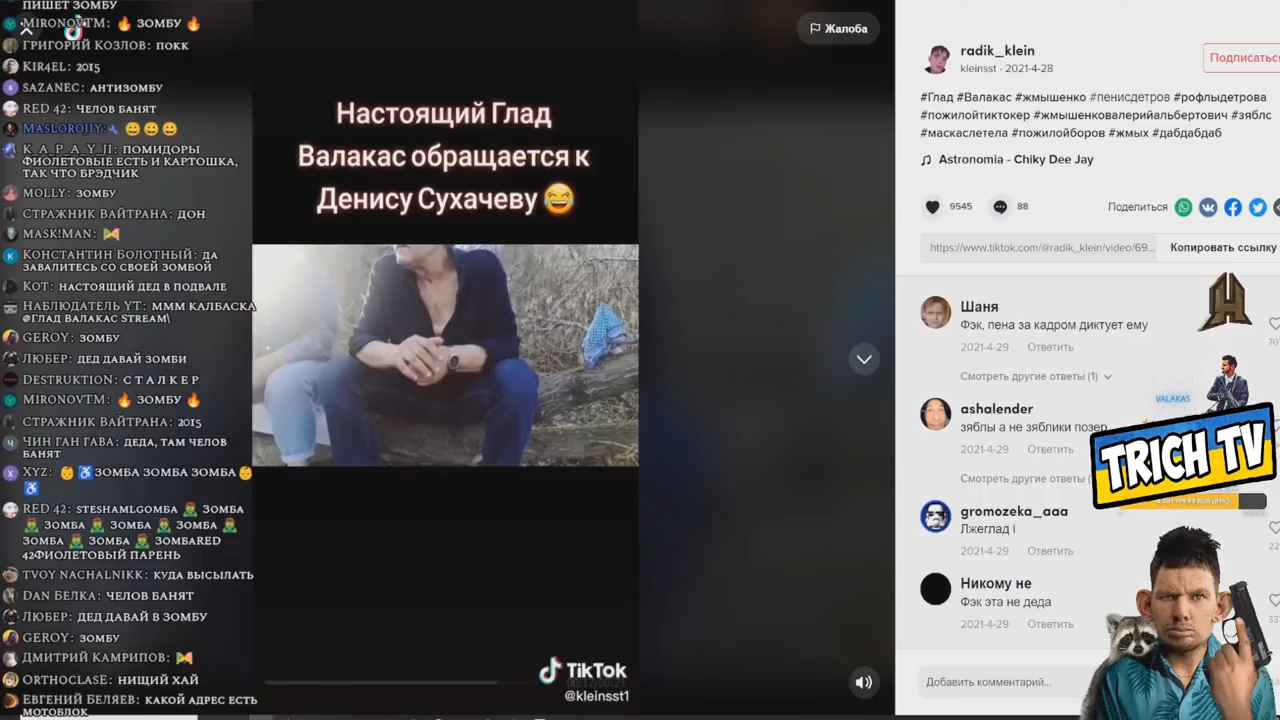 ПИШЕТ ЗОМБУ
MIRONOVTM: 🔥 ЗОМБУ 🔥
ГРИГОРИЙ КОЗЛОВ: ПОКК
KIR4EL: 2015
SAZANEC: АНТИЗОМБУ
RED 42: ЧЕЛОВ БАНЯТ
MASLOROJIY: 😀 😀 😀
K_A_P_A_Y_JI: ПОМИДОРЫ
ФИОЛЕТОВЫЕ ЕСТЬ И КАРТОШКА,
ТАК ЧТО БРЭДЧИК
MOLLY: ЗОМБУ
СТРАЖНИК ВАЙТРАНА: ДОН
MASK!MAN:
КОНСТАНТИН БОЛОТНЫЙ: ДА
ЗАВАЛИТЕСЬ СО СВОЕЙ ЗОМБОЙ
КОТ: НАСТОЯЩИЙ ДЕД В ПОДВАЛЕ
НАБЛЮДАТЕЛЬ YT: МММ КАЛБАСКА
@ГЛАД ВАЛАКАС STREAM\
GEROY: ЗОМБУ
ЛЮБЕР: ДЕД ДАВАЙ ЗОМБИ
DESTRUKTION: С Т А Л К Е Р
MIRONOVTM: 🔥 ЗОМБУ 🔥
СТРАЖНИК ВАЙТРАНА: 2015
ЧИН ГАН ГАВА: ДЕДА, ТАМ ЧЕЛОВ
БАНЯТ
XYZ: 👶♿ЗОМБА ЗОМБА ЗОМБА👶
♿
RED 42: STESHAMLGОМБА 🧟‍♂️ ЗОМБА
🧟‍♂️ ЗОМБА 🧟‍♂️ ЗОМБА 🧟‍♂️ ЗОМБА 🧟‍♂️
ЗОМБА 🧟‍♂️ ЗОМБА 🧟‍♂️ ЗОМБАRED
42ФИОЛЕТОВЫЙ ПАРЕНЬ
TVOY NACHALNIKK: КУДА ВЫСЫЛАТЬ
DAN БЕЛКА: ЧЕЛОВ БАНЯТ
ЛЮБЕР: ДЕД ДАВАЙ В ЗОМБУ
GEROY: ЗОМБУ
ДМИТРИЙ КАМРИПОВ:
ORTHOCLASE: НИЩИЙ ХАЙ
ЕВГЕНИЙ БЕЛЯЕВ: КАКОЙ АДРЕС ЕСТЬ
МОТОБЛОК
Настоящий Глад
Валакас обращается к
Денису Сухачеву 😂
TikTok
@kleinsst1
Жалоба
radik_klein
kleinsst · 2021-4-28
Подписаться
#Глад #Валакас #жмышенко #пенисдетров #рофлыдетрова
#пожилойтиктокер #жмышенковалерийальбертович #зяблс
#маскаслетела #пожилойборов #жмых #дабдабдаб
Astronomia - Chiky Dee Jay
9545 88 Поделиться
https://www.tiktok.com/@radik_klein/video/69... Копировать ссылку
Шаня
Фэк, пена за кадром диктует ему
2021-4-29 Ответить
Смотреть другие ответы (1)
VALAKAS
ashalender
зяблы а не зяблики позер
2021-4-29 Ответить
Смотреть другие ответы
TRICH TV
gromozeka_aaa
Лжеглад !
2021-4-29 Ответить
Никому не
Фэк эта не деда
2021-4-29 Ответить
Добавить комментарий...